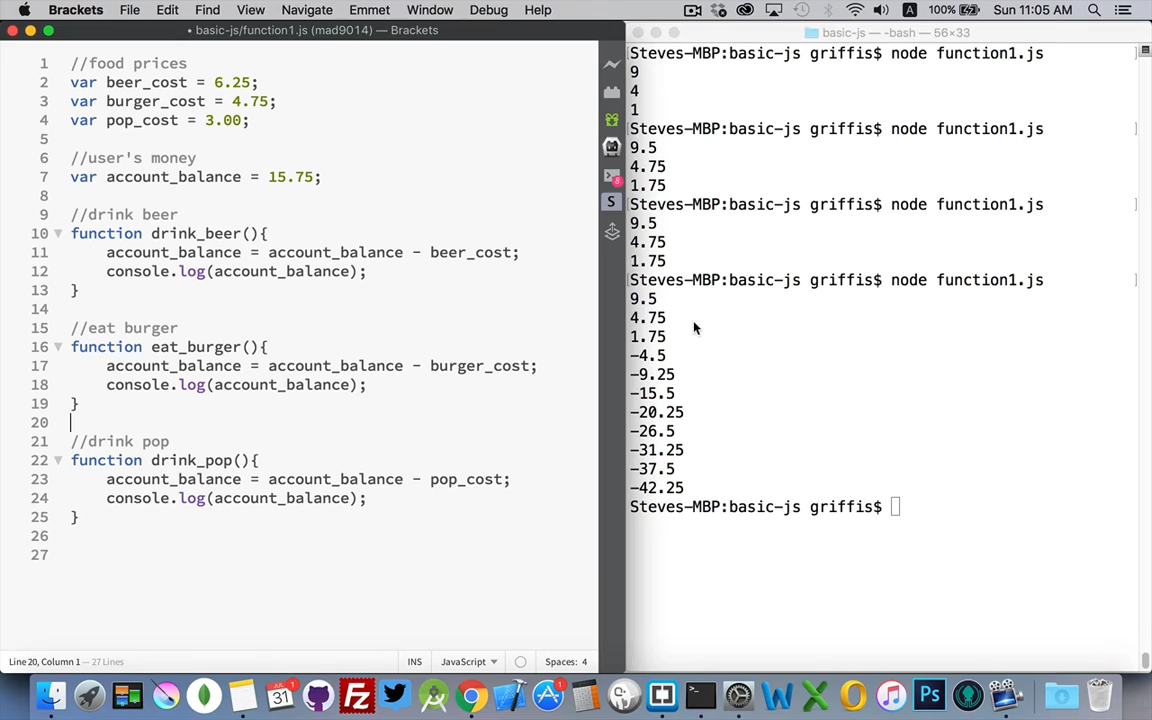 Brackets File Edit Find View Navigate Emmet Window Debug Help A 100% Sun 11:05 AM
• basic-js/function1.js (mad9014) — Brackets
1 //food prices
2 var beer_cost = 6.25;
3 var burger_cost = 4.75;
4 var pop_cost = 3.00;
5
6 //user's money
7 var account_balance = 15.75;
8
9 //drink beer
10 function drink_beer(){
11 account_balance = account_balance - beer_cost;
12 console.log(account_balance);
13 }
14
15 //eat burger
16 function eat_burger(){
17 account_balance = account_balance - burger_cost;
18 console.log(account_balance);
19 }
20
21 //drink pop
22 function drink_pop(){
23 account_balance = account_balance - pop_cost;
24 console.log(account_balance);
25 }
26
27
Line 20, Column 1 — 27 Lines INS JavaScript Spaces: 4
8
S
basic-js — -bash — 56×33
[Steves-MBP:basic-js griffis$ node function1.js ]
9
4
1
[Steves-MBP:basic-js griffis$ node function1.js ]
9.5
4.75
1.75
[Steves-MBP:basic-js griffis$ node function1.js ]
9.5
4.75
1.75
[Steves-MBP:basic-js griffis$ node function1.js ]
9.5
4.75
1.75
-4.5
-9.25
-15.5
-20.25
-26.5
-31.25
-37.5
-42.25
Steves-MBP:basic-js griffis$
31 Fz 1 W X O Ps